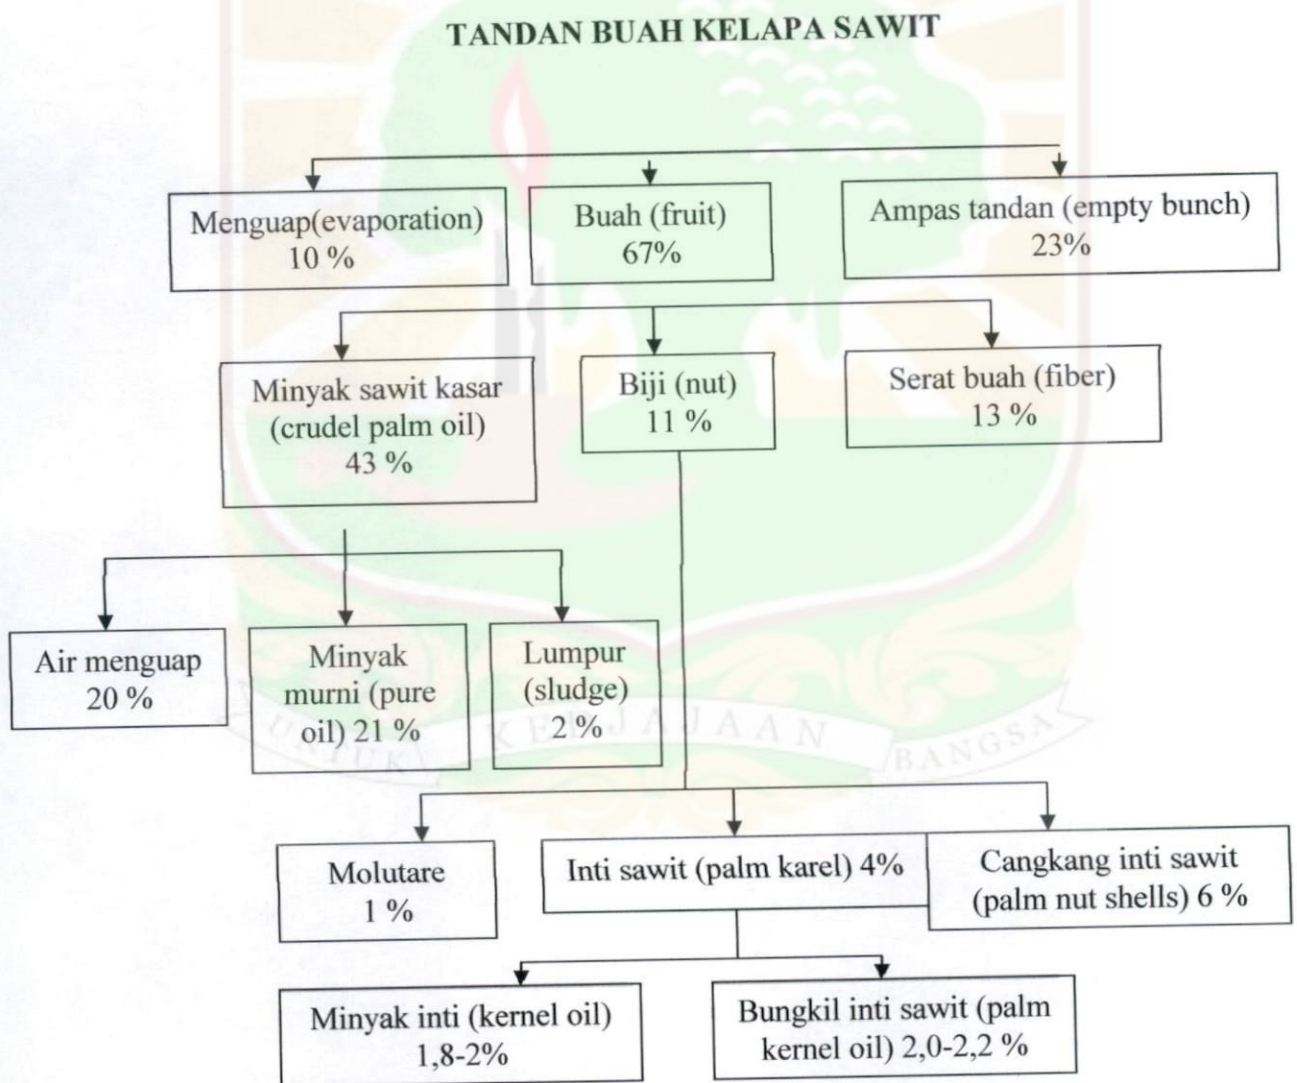 TANDAN BUAH KELAPA SAWIT
Menguap(evaporation)
10 %
Buah (fruit)
67%
Ampas tandan (empty bunch)
23%
Minyak sawit kasar
(crudel palm oil)
43 %
Biji (nut)
11 %
Serat buah (fiber)
13 %
Air menguap
20 %
Minyak
murni (pure
oil) 21 %
Lumpur
(sludge)
2 %
UNTUK KEDJAJAAN BANGSA
Molutare
1 %
Inti sawit (palm karel) 4%
Cangkang inti sawit
(palm nut shells) 6 %
Minyak inti (kernel oil)
1,8-2%
Bungkil inti sawit (palm
kernel oil) 2,0-2,2 %